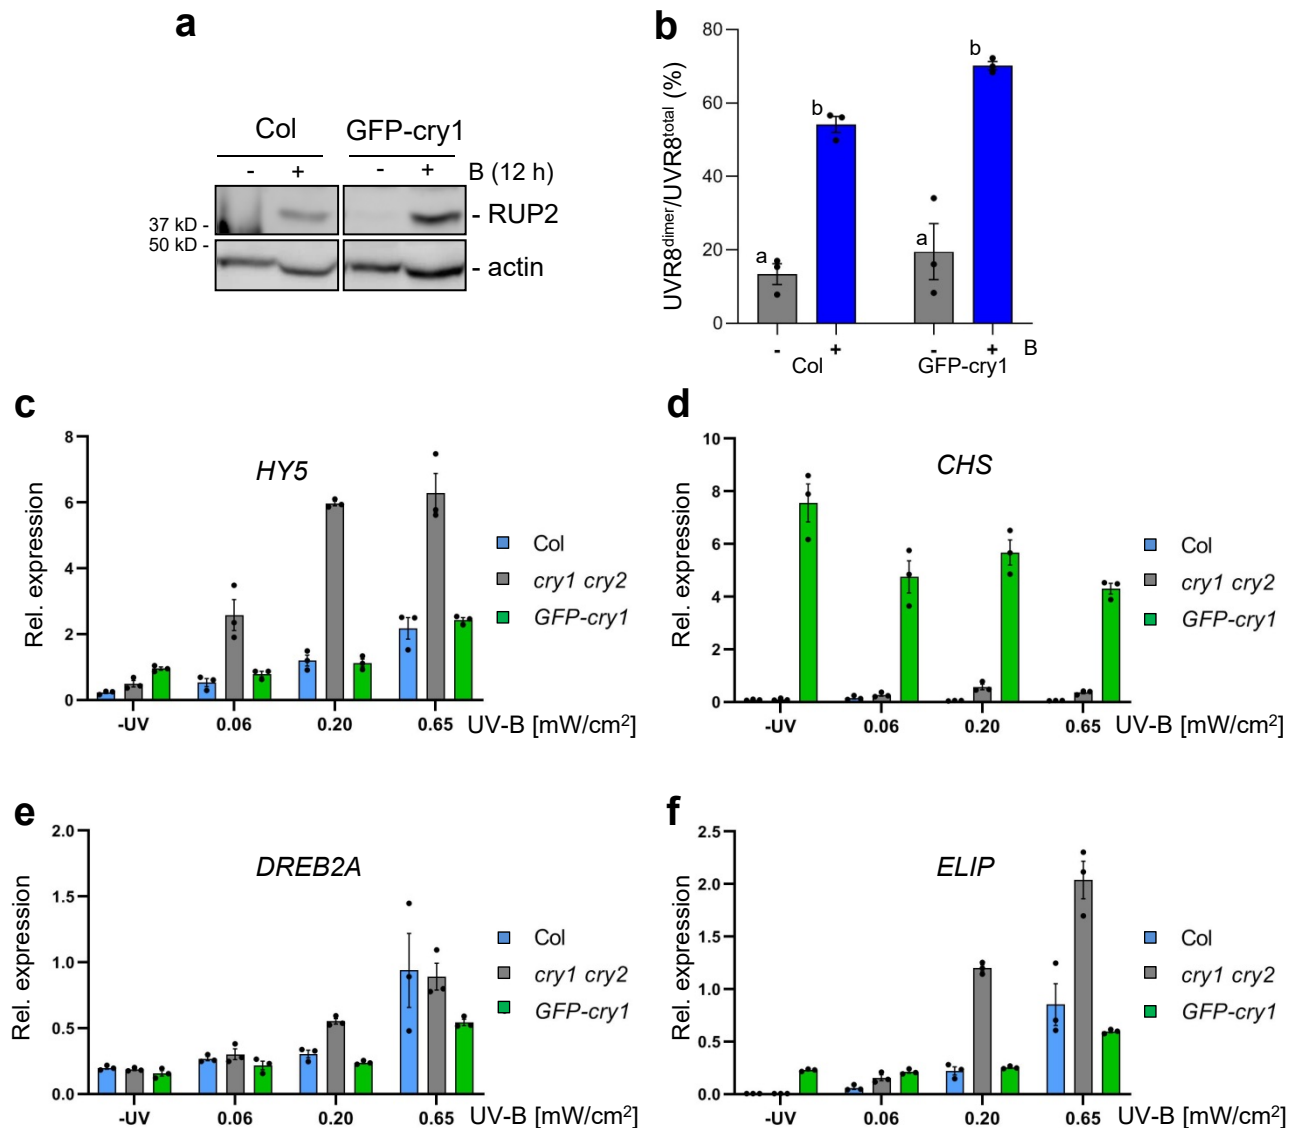 a
Col GFP-cry1
- + - + B (12 h)
37 kD - - RUP2
50 kD - - actin
b
UVR8dimer/UVR8total (%)
80
60
40
20
0
a b a b
- + - + B
Col GFP-cry1
c
HY5
Rel. expression
8
6
4
2
0
-UV 0.06 0.20 0.65 UV-B [mW/cm2]
Col
cry1 cry2
GFP-cry1
d
CHS
Rel. expression
10
8
6
4
2
0
-UV 0.06 0.20 0.65 UV-B [mW/cm2]
Col
cry1 cry2
GFP-cry1
e
DREB2A
Rel. expression
2.0
1.5
1.0
0.5
0.0
-UV 0.06 0.20 0.65 UV-B [mW/cm2]
Col
cry1 cry2
GFP-cry1
f
ELIP
Rel. expression
2.5
2.0
1.5
1.0
0.5
0.0
-UV 0.06 0.20 0.65 UV-B [mW/cm2]
Col
cry1 cry2
GFP-cry1